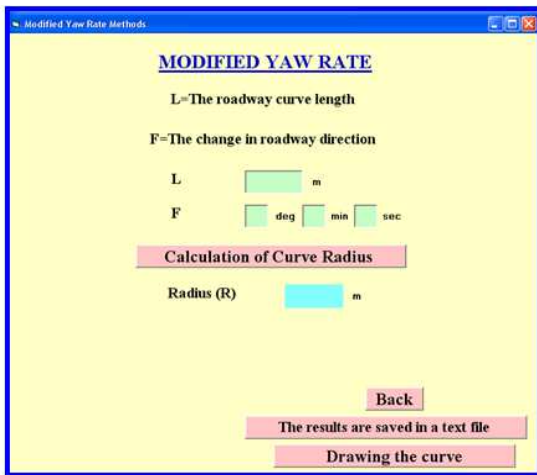 Modified Yaw Rate Methods
MODIFIED YAW RATE
L=The roadway curve length
F=The change in roadway direction
L m
F deg min sec
Calculation of Curve Radius
Radius (R) m
Back
The results are saved in a text file
Drawing the curve